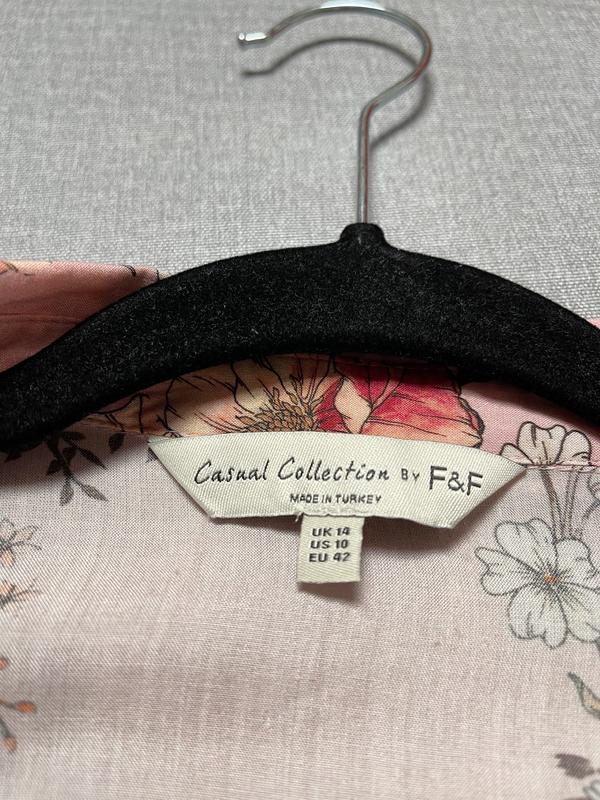 Casual Collection BY F&F
MADE IN TURKEY
UK 14
US 10
EU 42